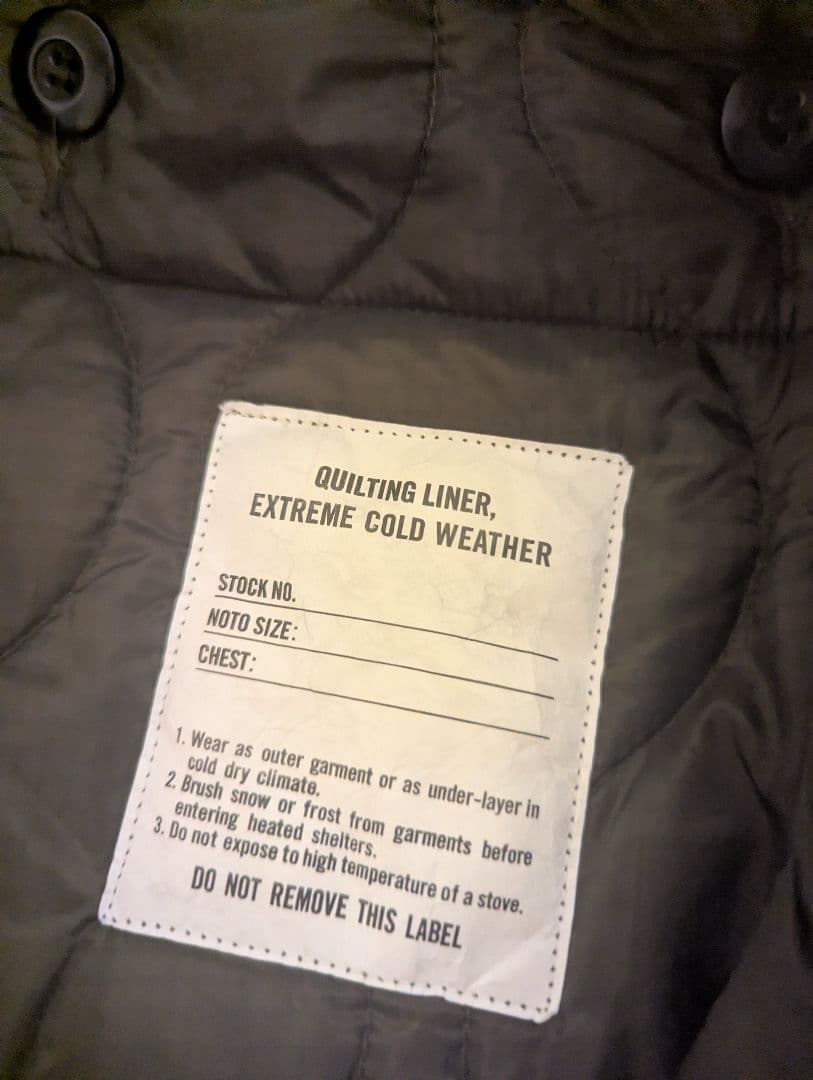 QUILTING LINER,
EXTREME COLD WEATHER
STOCK NO.
NOTO SIZE:
CHEST:
1. Wear as outer garment or as under-layer in
cold dry climate.
2. Brush snow or frost from garments before
entering heated shelters.
3. Do not expose to high temperature of a stove.
DO NOT REMOVE THIS LABEL